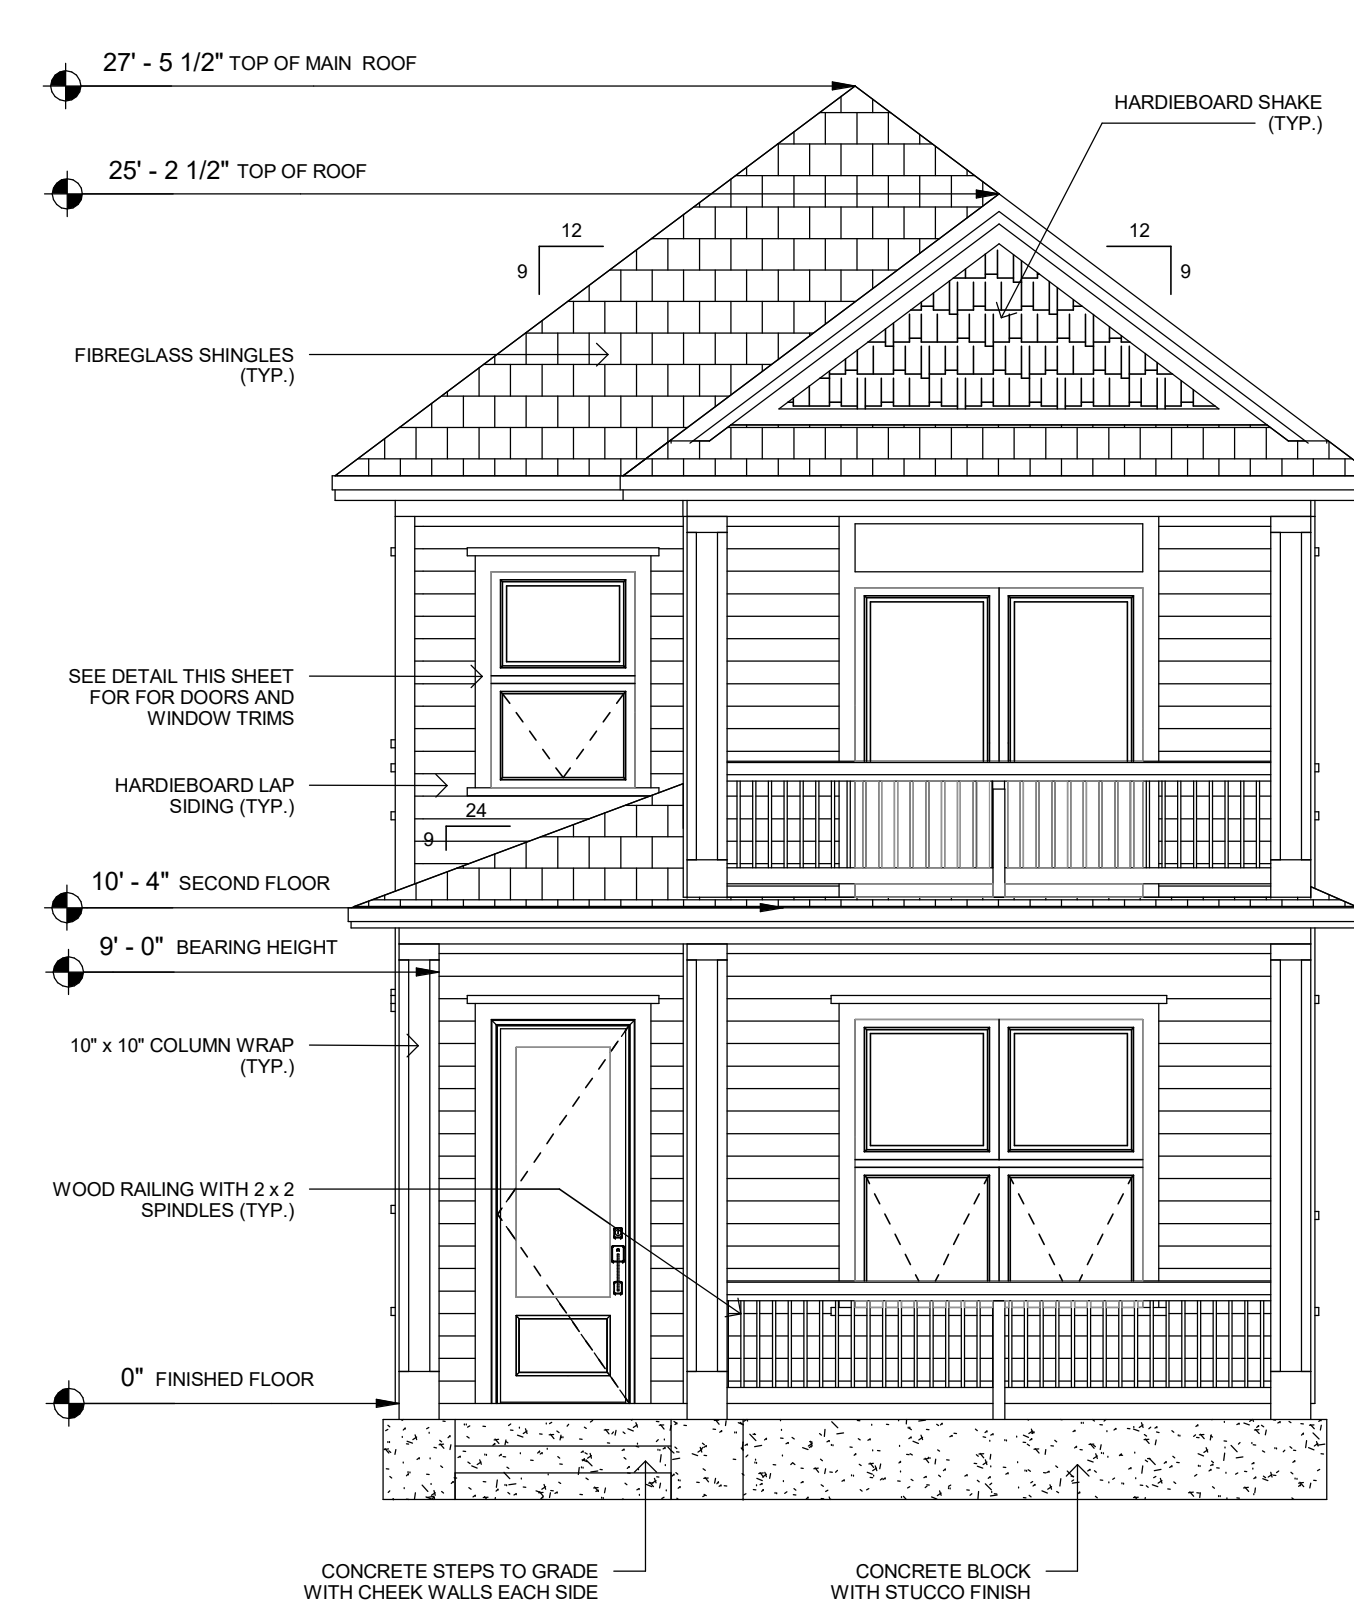 27' - 5 1/2" TOP OF MAIN ROOF
HARDIEBOARD SHAKE
(TYP.)
25' - 2 1/2" TOP OF ROOF
12
9
12
9
FIBREGLASS SHINGLES
(TYP.)
SEE DETAIL THIS SHEET
FOR FOR DOORS AND
WINDOW TRIMS
HARDIEBOARD LAP
SIDING (TYP.)
24
9
10' - 4" SECOND FLOOR
9' - 0" BEARING HEIGHT
10" x 10" COLUMN WRAP
(TYP.)
WOOD RAILING WITH 2 x 2
SPINDLES (TYP.)
0" FINISHED FLOOR
CONCRETE STEPS TO GRADE
WITH CHEEK WALLS EACH SIDE
CONCRETE BLOCK
WITH STUCCO FINISH